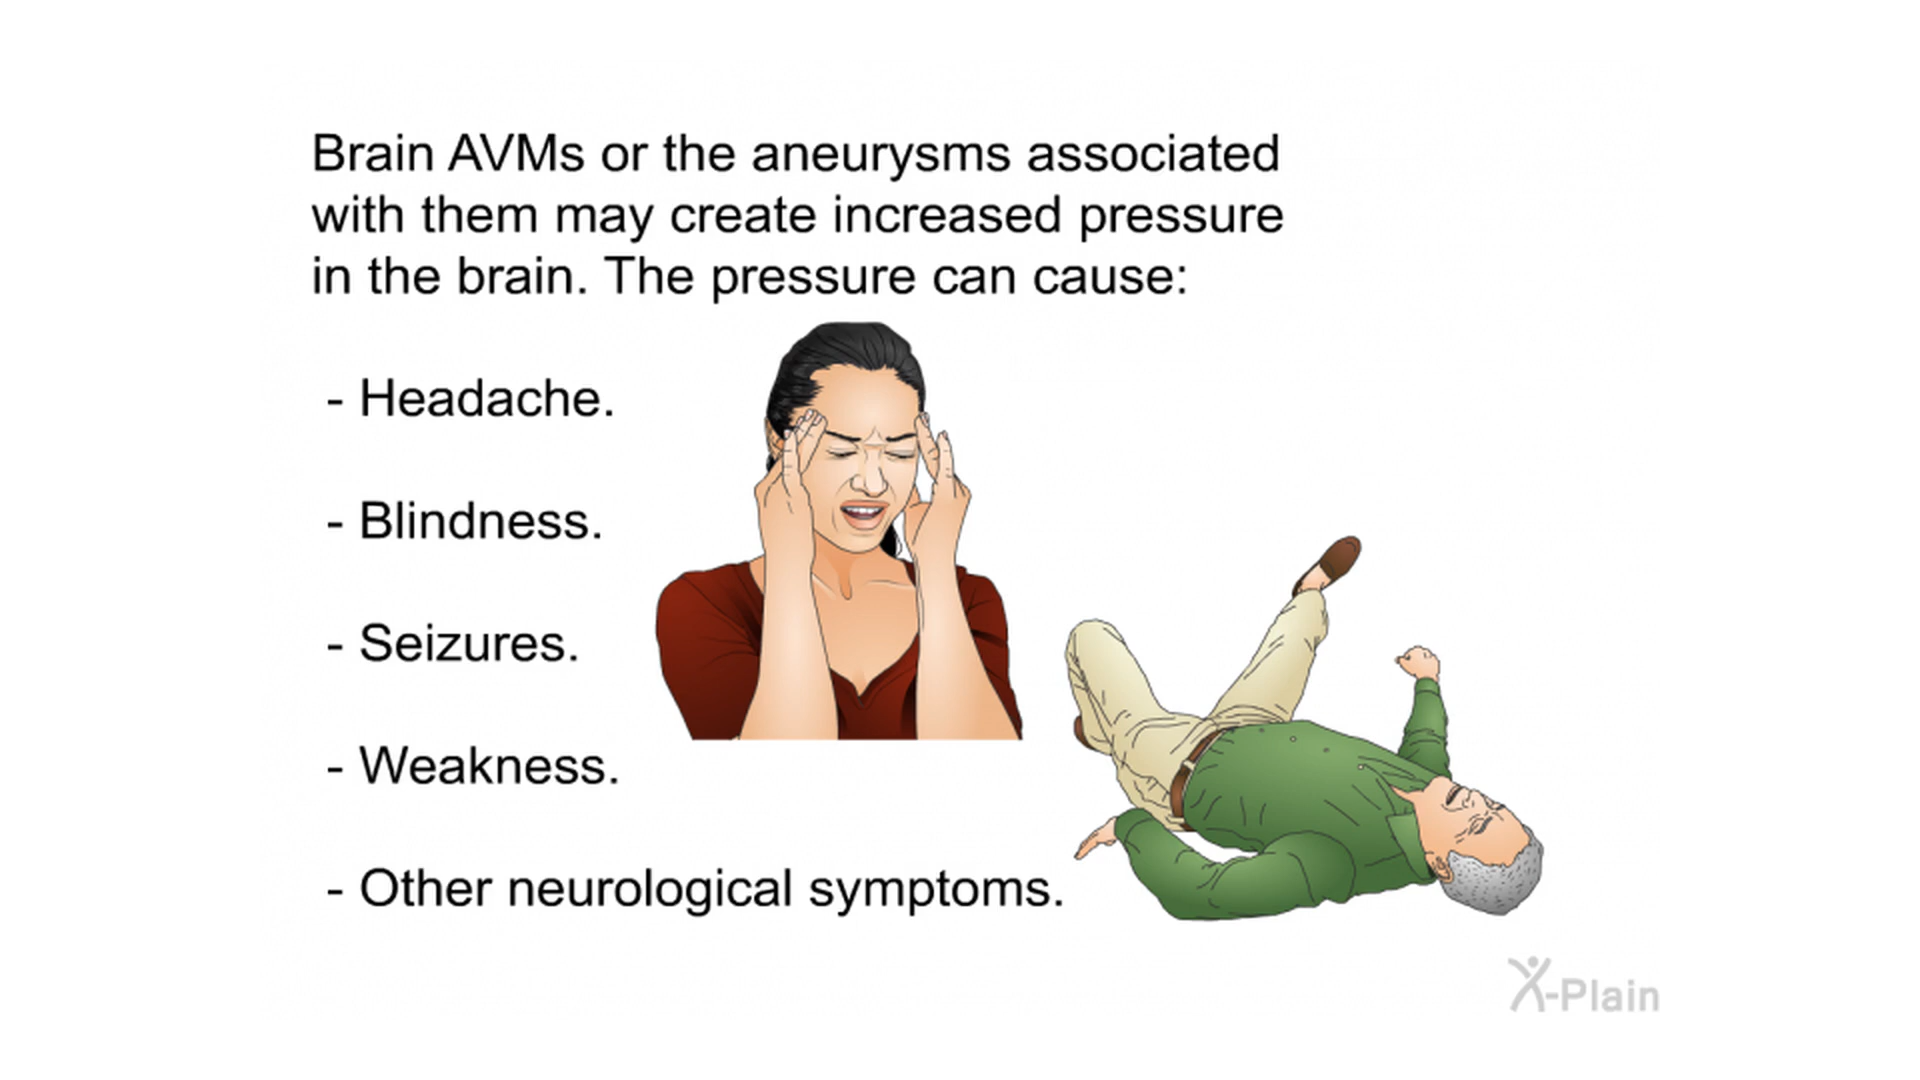 Brain AVMs or the aneurysms associated
with them may create increased pressure
in the brain. The pressure can cause:
- Headache.
- Blindness.
- Seizures.
- Weakness.
- Other neurological symptoms.
X-Plain